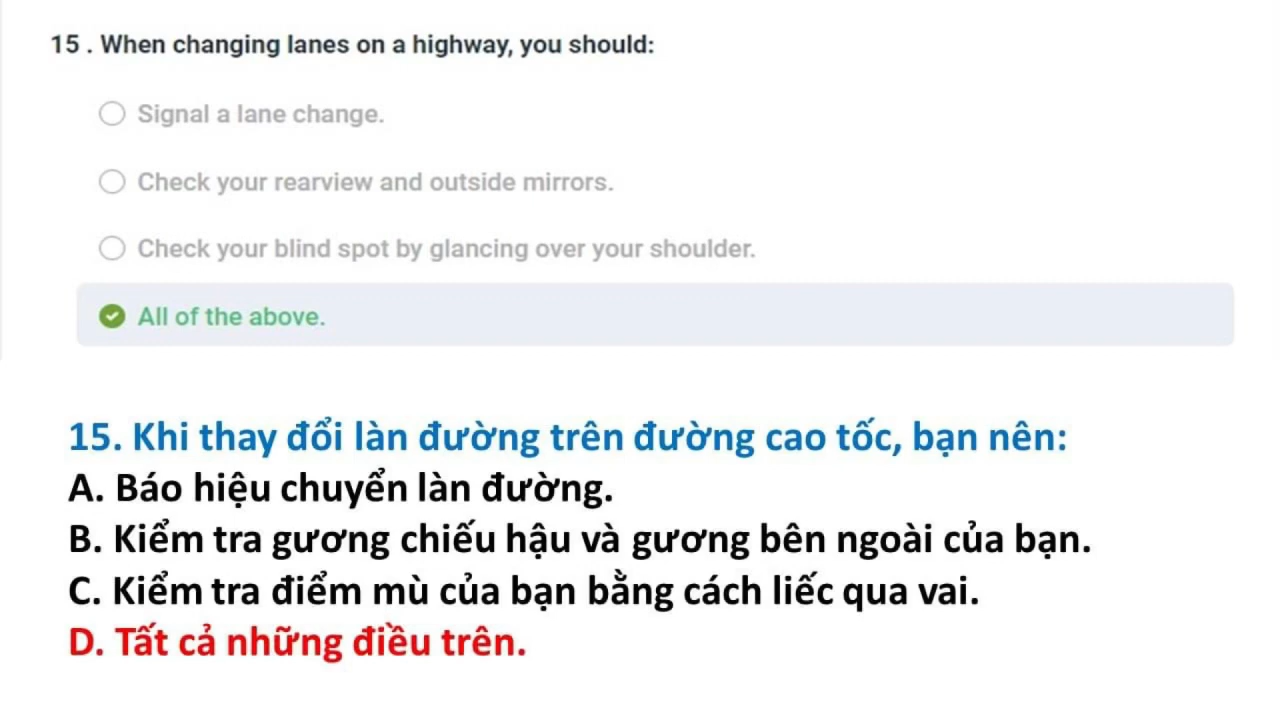 15 . When changing lanes on a highway, you should:
Signal a lane change.
Check your rearview and outside mirrors.
Check your blind spot by glancing over your shoulder.
All of the above.
15. Khi thay đổi làn đường trên đường cao tốc, bạn nên:
A. Báo hiệu chuyển làn đường.
B. Kiểm tra gương chiếu hậu và gương bên ngoài của bạn.
C. Kiểm tra điểm mù của bạn bằng cách liếc qua vai.
D. Tất cả những điều trên.